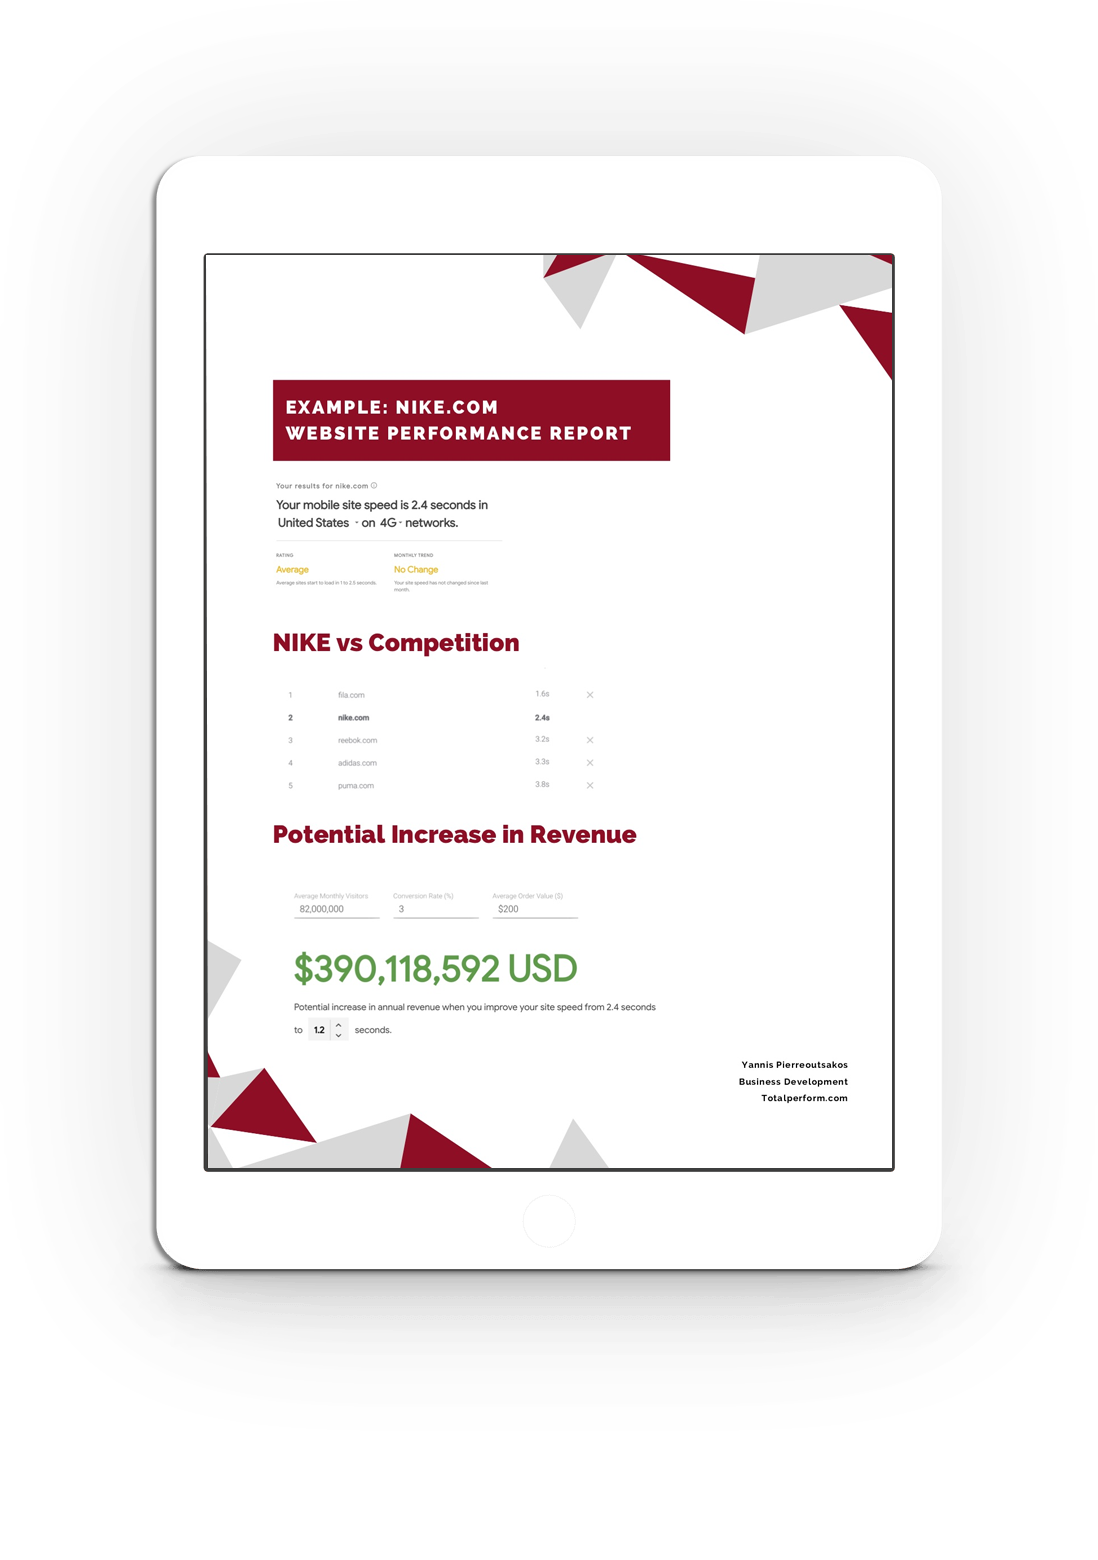 EXAMPLE: NIKE.COM
WEBSITE PERFORMANCE REPORT
Your results for nike.com
Your mobile site speed is 2.4 seconds in
United States - on 4G - networks.
RATING MONTHLY TREND
Average No Change
Average sites start to load in 1 to 2.5 seconds. Your site speed has not changed since last
month.
NIKE vs Competition
1 fila.com 1.6s ×
2 nike.com 2.4s
3 reebok.com 3.2s ×
4 adidas.com 3.3s ×
5 puma.com 3.8s ×
Potential Increase in Revenue
Average Monthly Visitors Conversion Rate (%) Average Order Value ($)
82,000,000 3 $200
$390,118,592 USD
Potential increase in annual revenue when you improve your site speed from 2.4 seconds
to 1.2 seconds.
Yannis Pierreoutsakos
Business Development
Totalperform.com